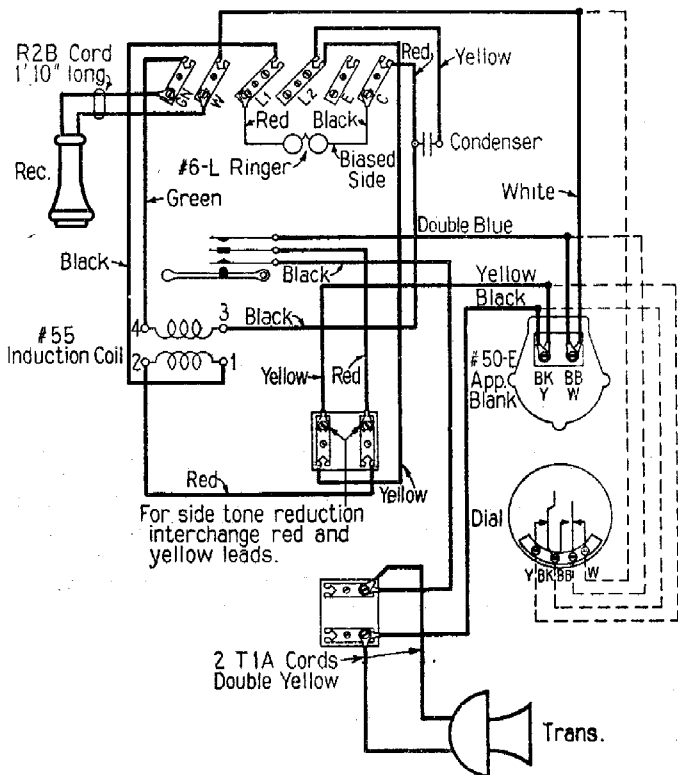 R2B Cord
1'10" long
Rec.
GN
W
L1
L2
E
C
Red
Yellow
Red
Black
#6-L Ringer
Biased
Side
Condenser
Green
White
Double Blue
Black
Black
Yellow
Black
4
3
Black
#55
Induction Coil
2
1
Yellow
Red
#50-E
App.
Blank
BK
Y
BB
W
Red
Yellow
For side tone reduction
interchange red and
yellow leads.
Dial
Y BK BB W
2 T1A Cords
Double Yellow
Trans.